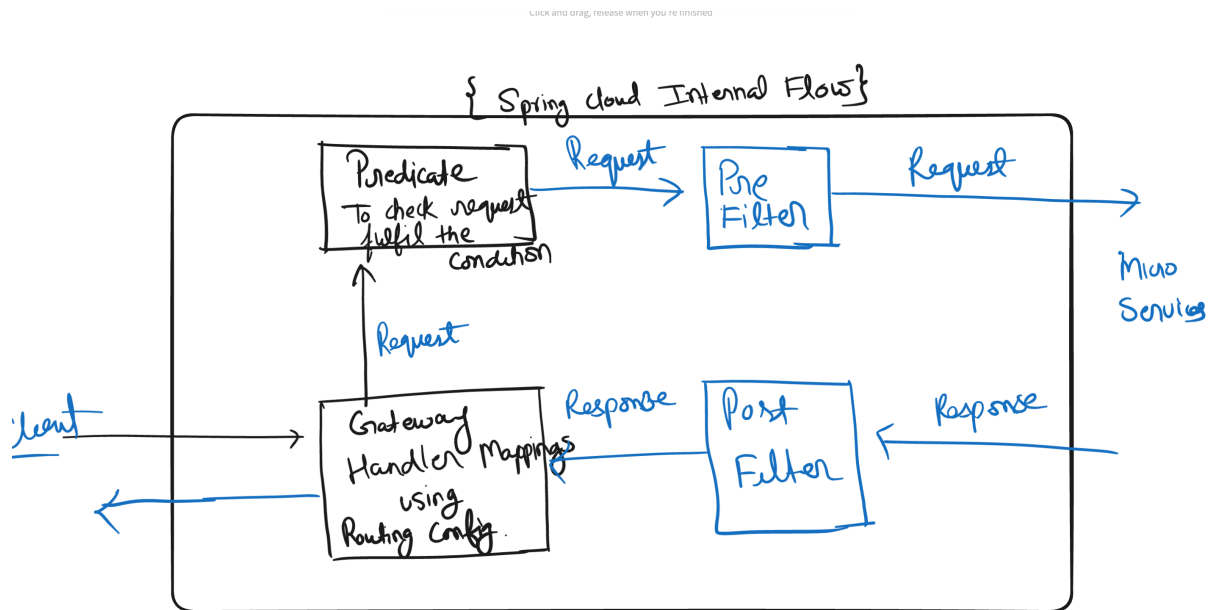 Click and drag, release when you're finished
{ Spring cloud Internal Flow}
Predicate
To check request
fulfil the
condition
Request
Pre
Filter
Request
Micro
Services
Request
Client
Gateway
Handler Mappings
using
Routing Config.
Response
Post
Filter
Response